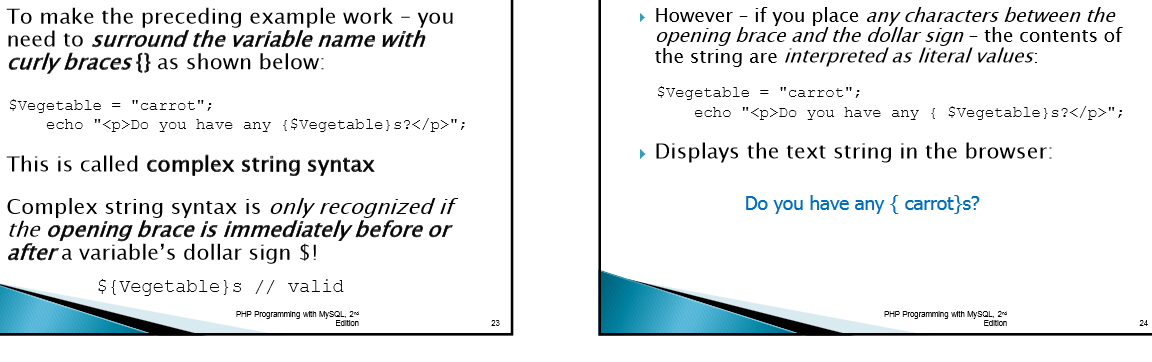 To make the preceding example work – you
need to surround the variable name with
curly braces {} as shown below:
$Vegetable = "carrot";
echo "<p>Do you have any {$Vegetable}s?</p>";
This is called complex string syntax
Complex string syntax is only recognized if
the opening brace is immediately before or
after a variable’s dollar sign $!
${Vegetable}s // valid
PHP Programming with MySQL, 2nd
Edition
23
However – if you place any characters between the
opening brace and the dollar sign – the contents of
the string are interpreted as literal values:
$Vegetable = "carrot";
echo "<p>Do you have any { $Vegetable}s?</p>";
Displays the text string in the browser:
Do you have any { carrot}s?
PHP Programming with MySQL, 2nd
Edition
24